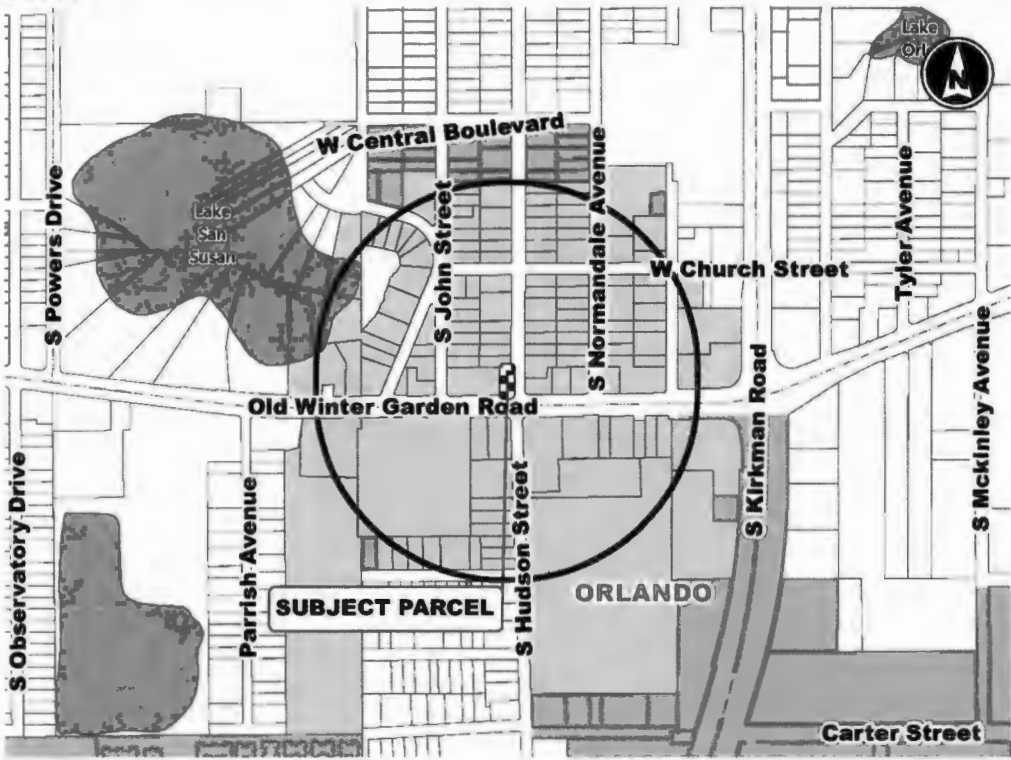 Lake
N
W Central Boulevard
S Powers Drive
Lake
San
Susan
S John Street
S Normandale Avenue
Tyler Avenue
W Church Street
Old Winter Garden Road
S Kirkman Road
S Mckinley Avenue
S Observatory Drive
Parrish Avenue
S Hudson Street
SUBJECT PARCEL
ORLANDO
Carter Street